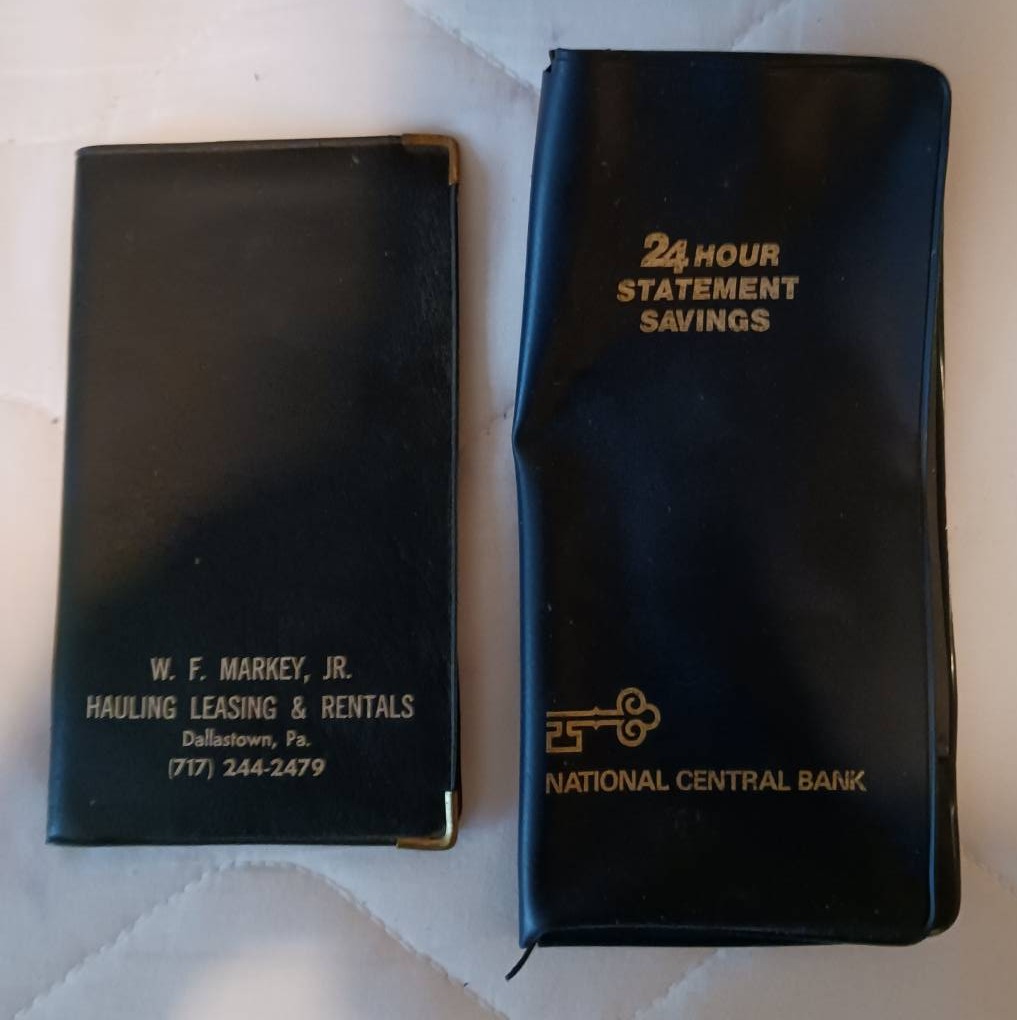 W. F. MARKEY, JR.
HAULING LEASING & RENTALS
Dallastown, Pa.
(717) 244-2479
24 HOUR
STATEMENT
SAVINGS
NATIONAL CENTRAL BANK